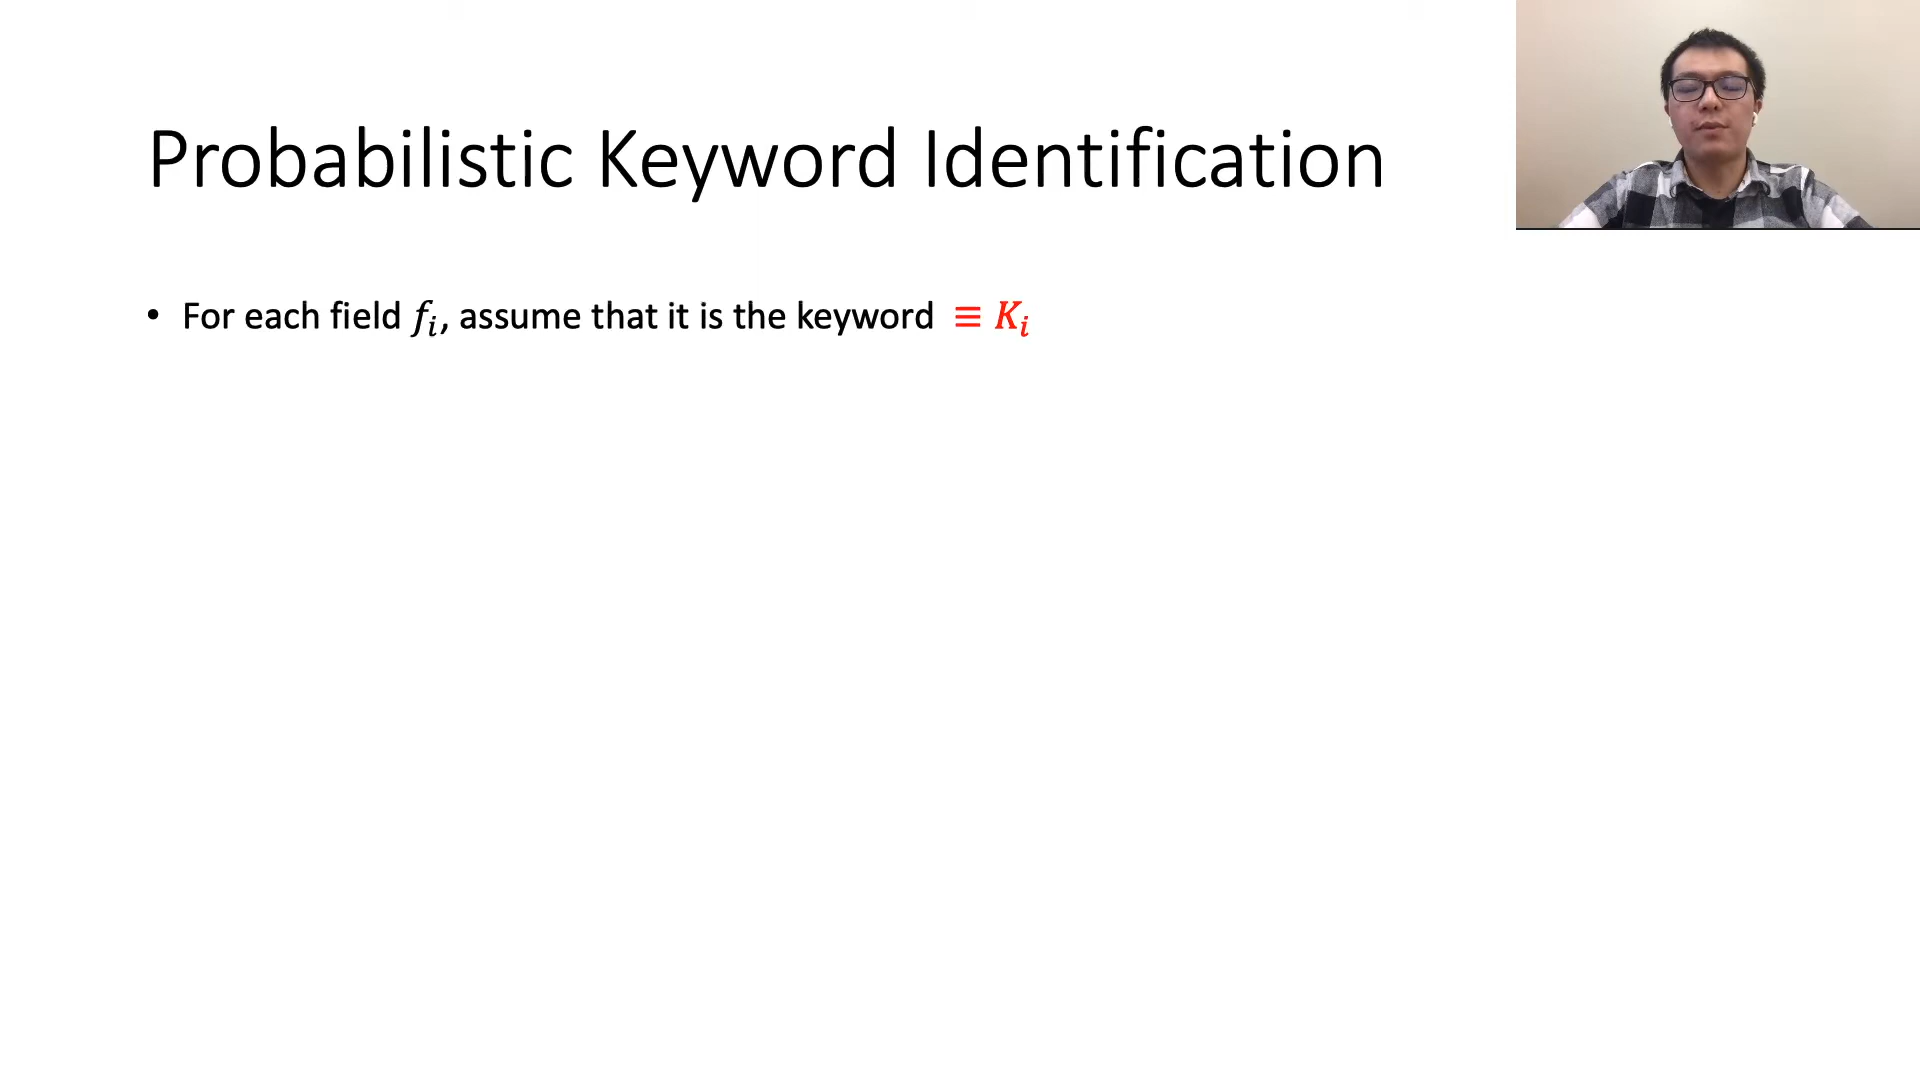 Probabilistic Keyword Identification
• For each field 𝑓𝑖, assume that it is the keyword ≡ 𝐾𝑖